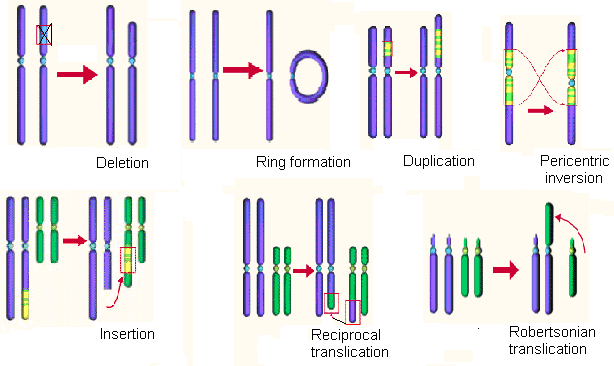 Deletion
Ring formation
Duplication
Pericentric
inversion
Insertion
Reciprocal
translication
Robertsonian
translication